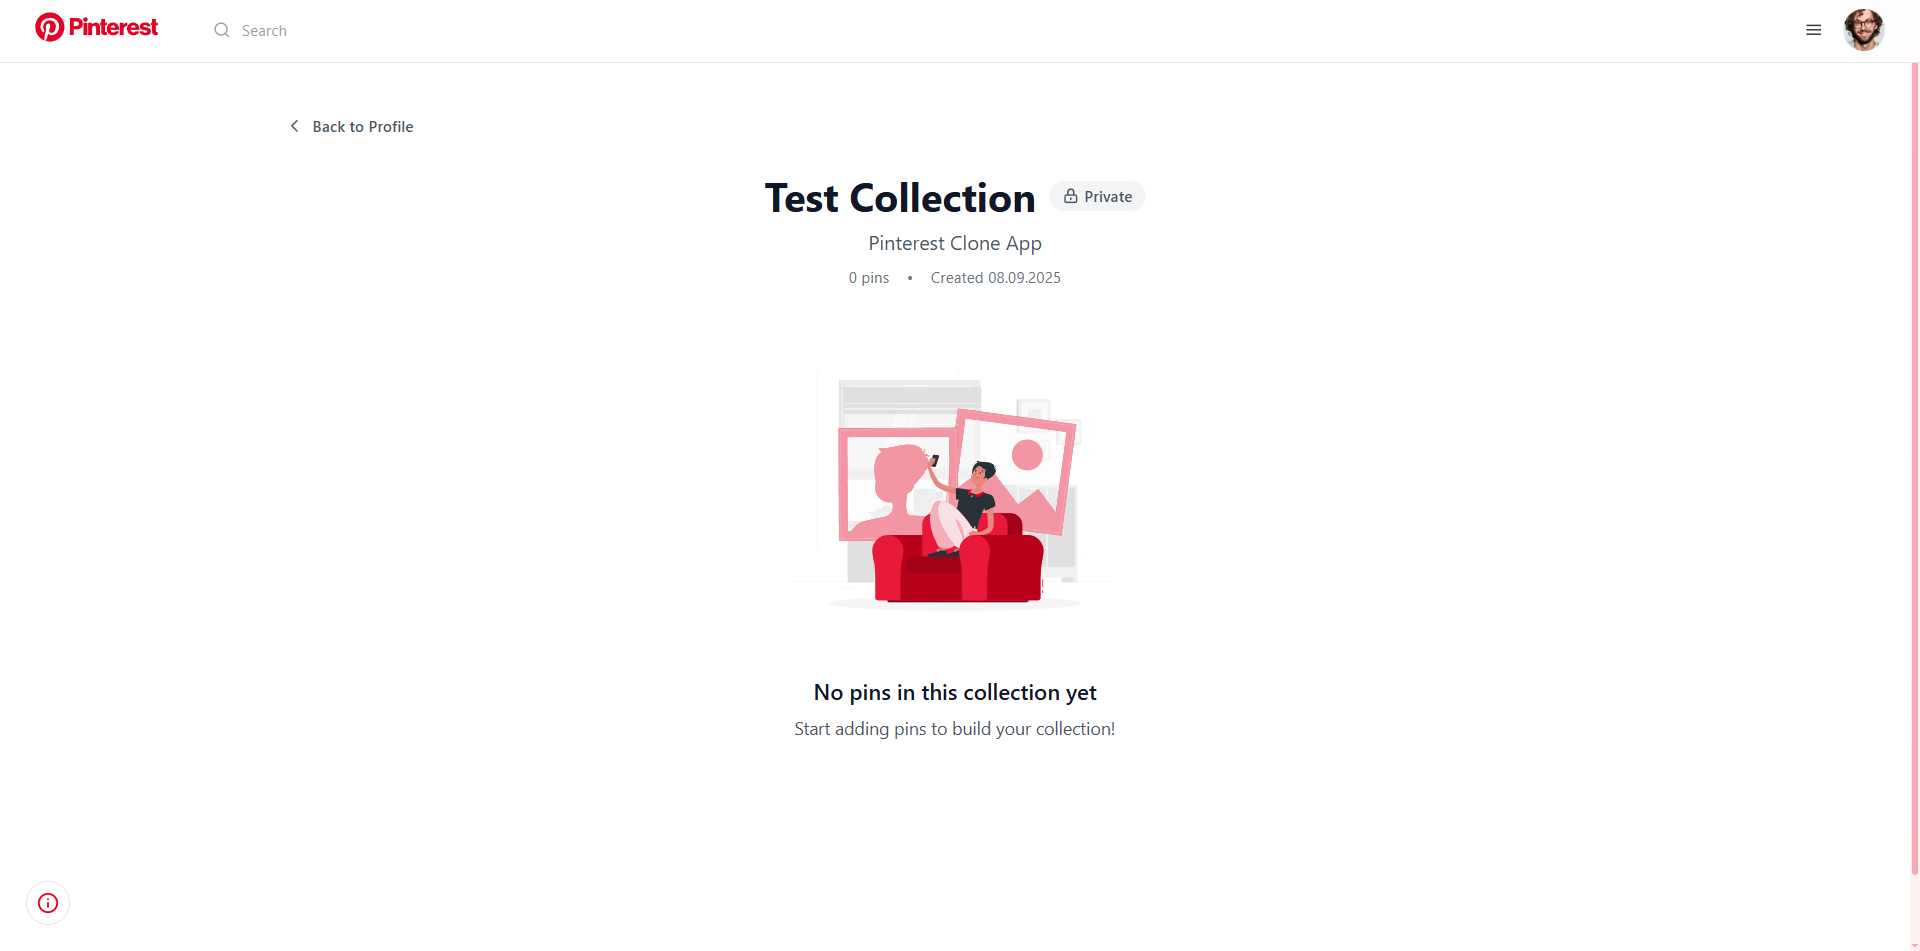 Pinterest
Search
Back to Profile
Test Collection
Private
Pinterest Clone App
0 pins • Created 08.09.2025
No pins in this collection yet
Start adding pins to build your collection!